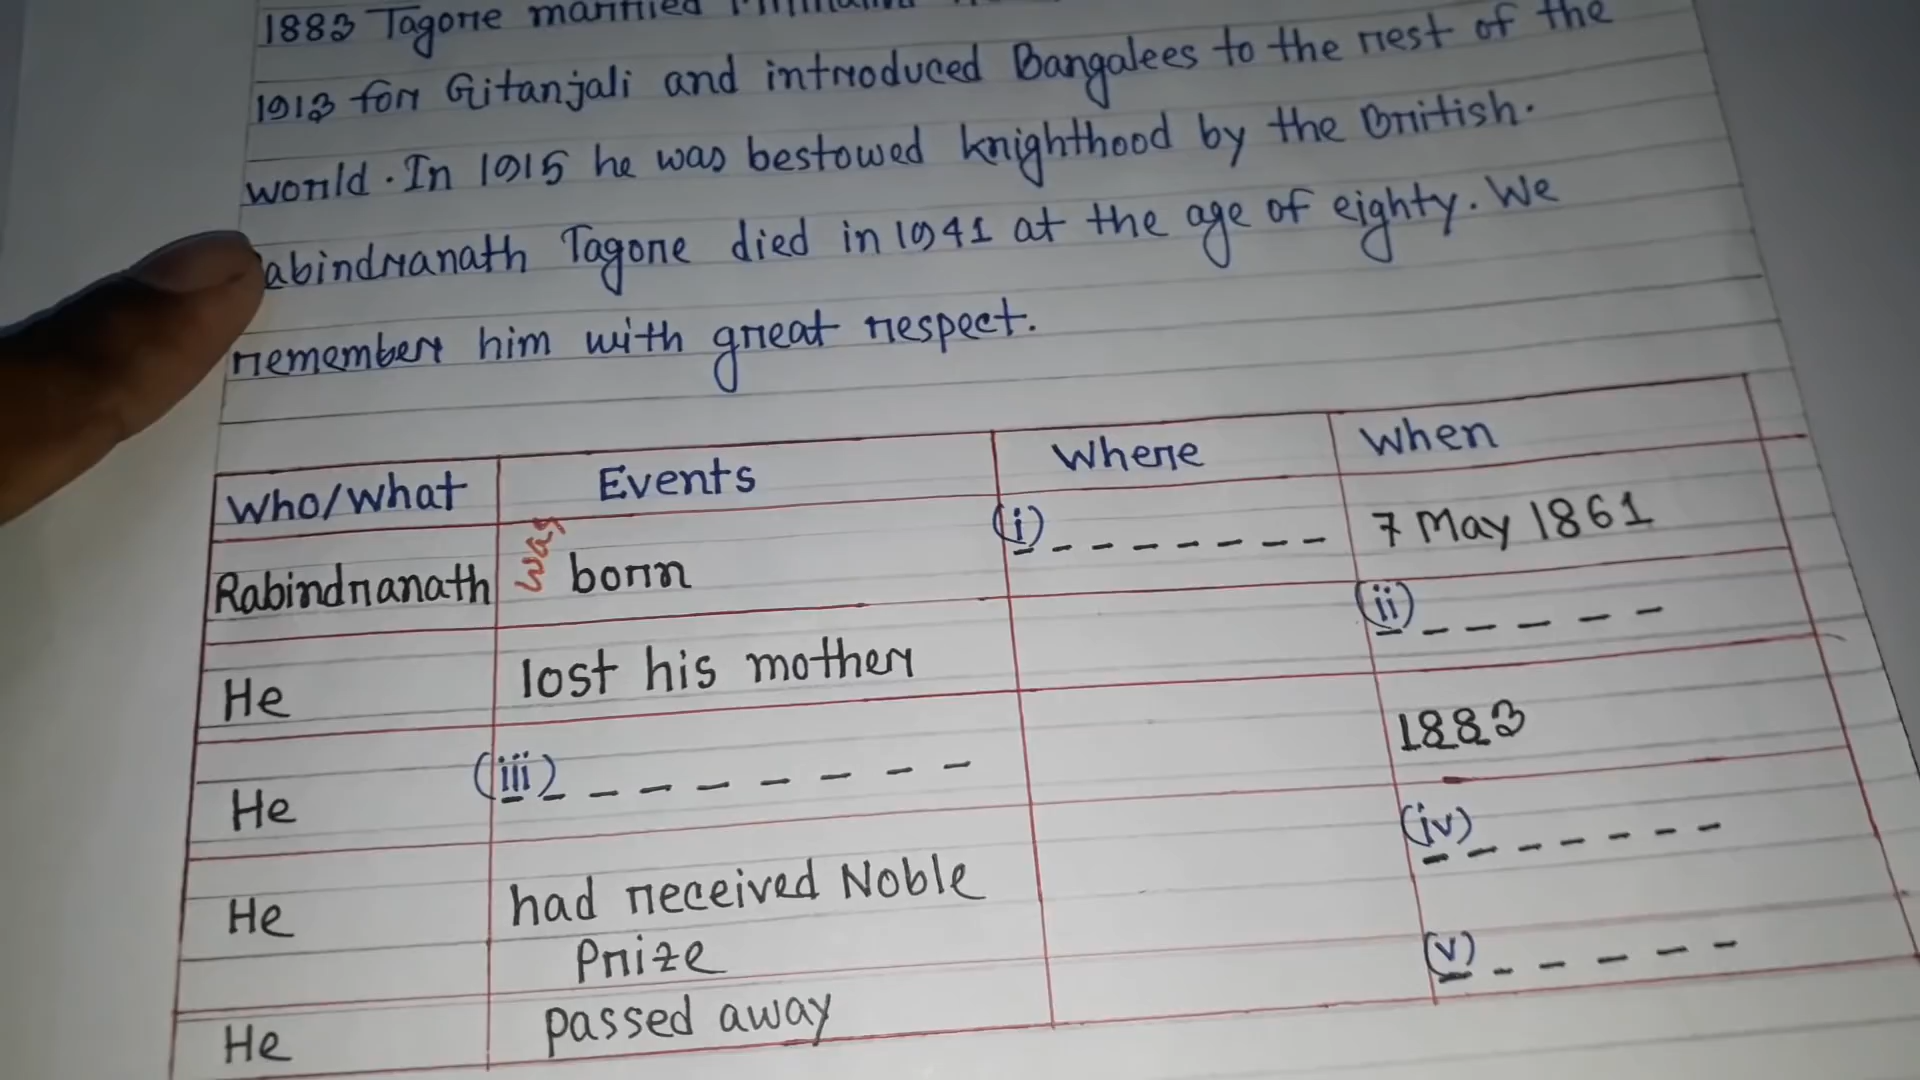 1883 Tagore married
1913 for Gitanjali and introduced Bangalees to the rest of the
world. In 1915 he was bestowed knighthood by the British.
abindranath Tagore died in 1941 at the age of eighty. We
remember him with great respect.
Who/What Events Where When
Rabindranath was born (i) _ _ _ _ _ _ _ _ 7 May 1861
He lost his mother (ii) _ _ _ _ _ _
He (iii) _ _ _ _ _ _ _ _ 1883
He had received Noble (iv) _ _ _ _ _ _ _
Prize
He passed away (v) _ _ _ _ _ _